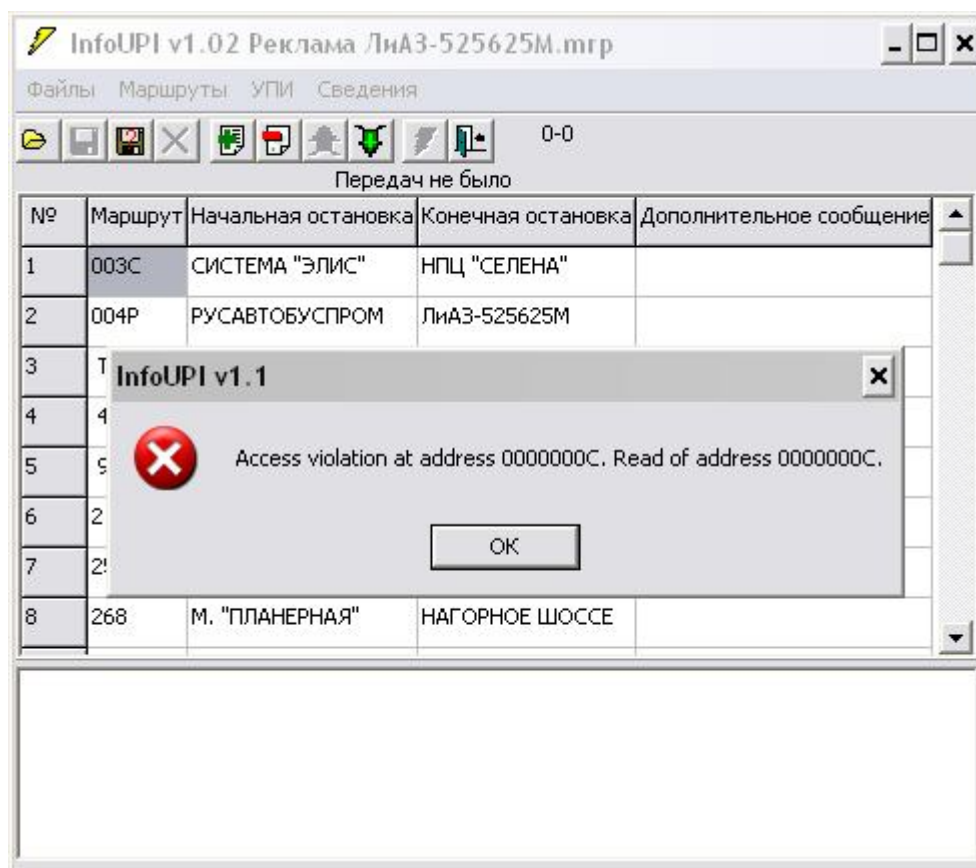 InfoUPI v1.02 Реклама ЛиАЗ-525625М.mrp
Файлы Маршруты УПИ Сведения
0-0
Передач не было
№ Маршрут Начальная остановка Конечная остановка Дополнительное сообщение
1 003С СИСТЕМА "ЭЛИС" НПЦ "СЕЛЕНА"
2 004Р РУСАВТОБУСПРОМ ЛиАЗ-525625М
3
InfoUPI v1.1
4 4
Access violation at address 0000000C. Read of address 0000000C.
5
6 2
OK
7
8 268 М. "ПЛАНЕРНАЯ" НАГОРНОЕ ШОССЕ